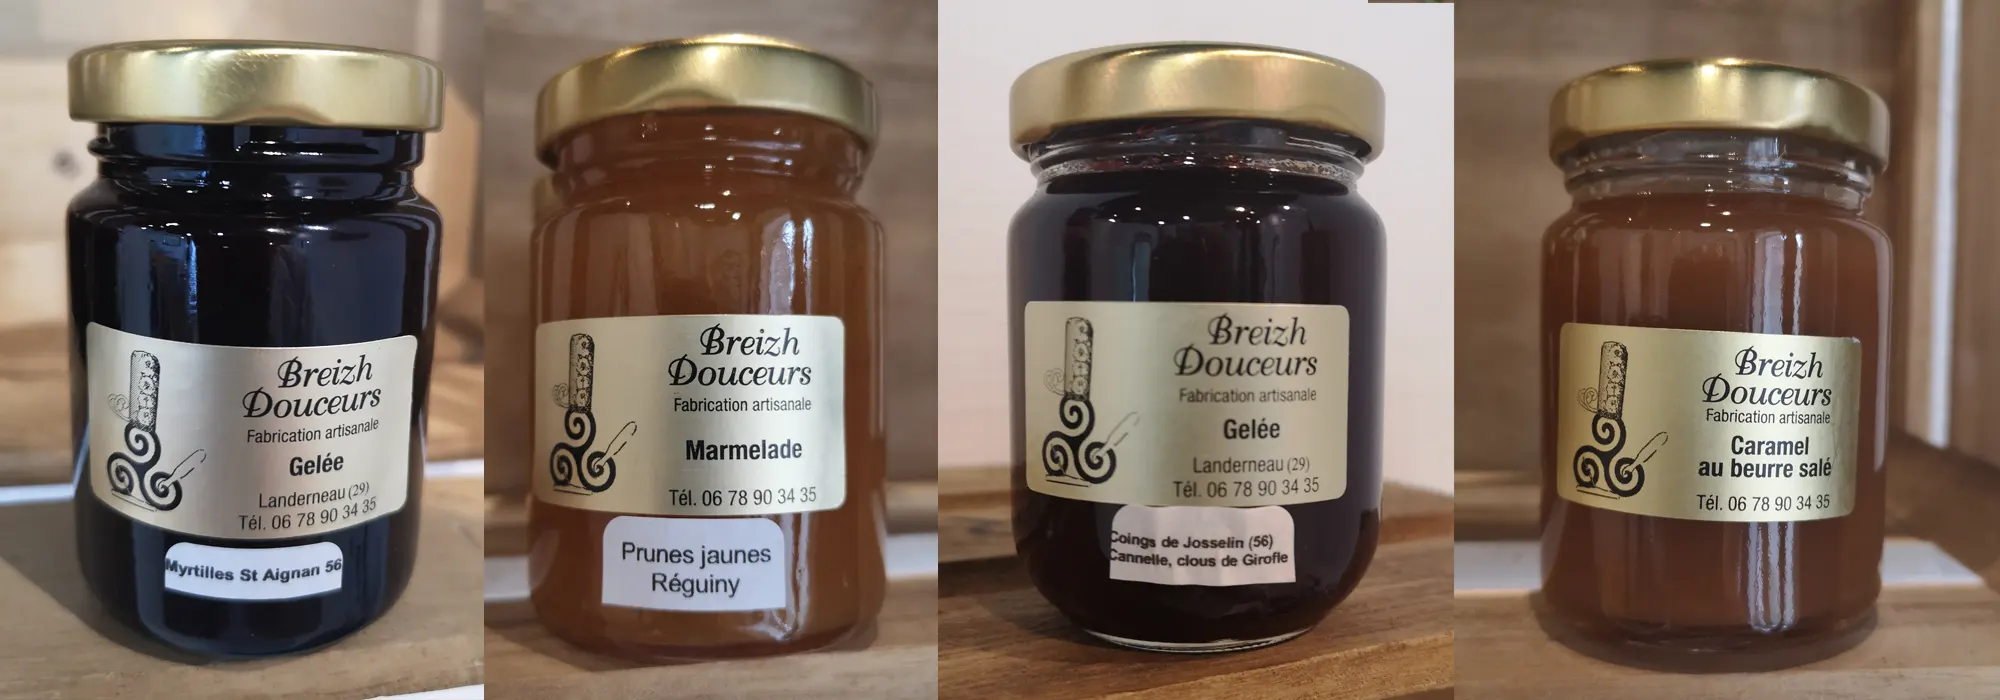 Breizh
Douceurs
Fabrication artisanale
Gelée
Landerneau (29)
Tél. 06 78 90 34 35
Myrtilles St Aignan 56
Breizh
Douceurs
Fabrication artisanale
Marmelade
Tél. 06 78 90 34 35
Prunes jaunes
Réguiny
Breizh
Douceurs
Fabrication artisanale
Gelée
Landerneau (29)
Tél. 06 78 90 34 35
Coings de Josselin (56)
Cannelle, clous de Girofle
Breizh
Douceurs
Fabrication artisanale
Caramel
au beurre salé
Tél. 06 78 90 34 35